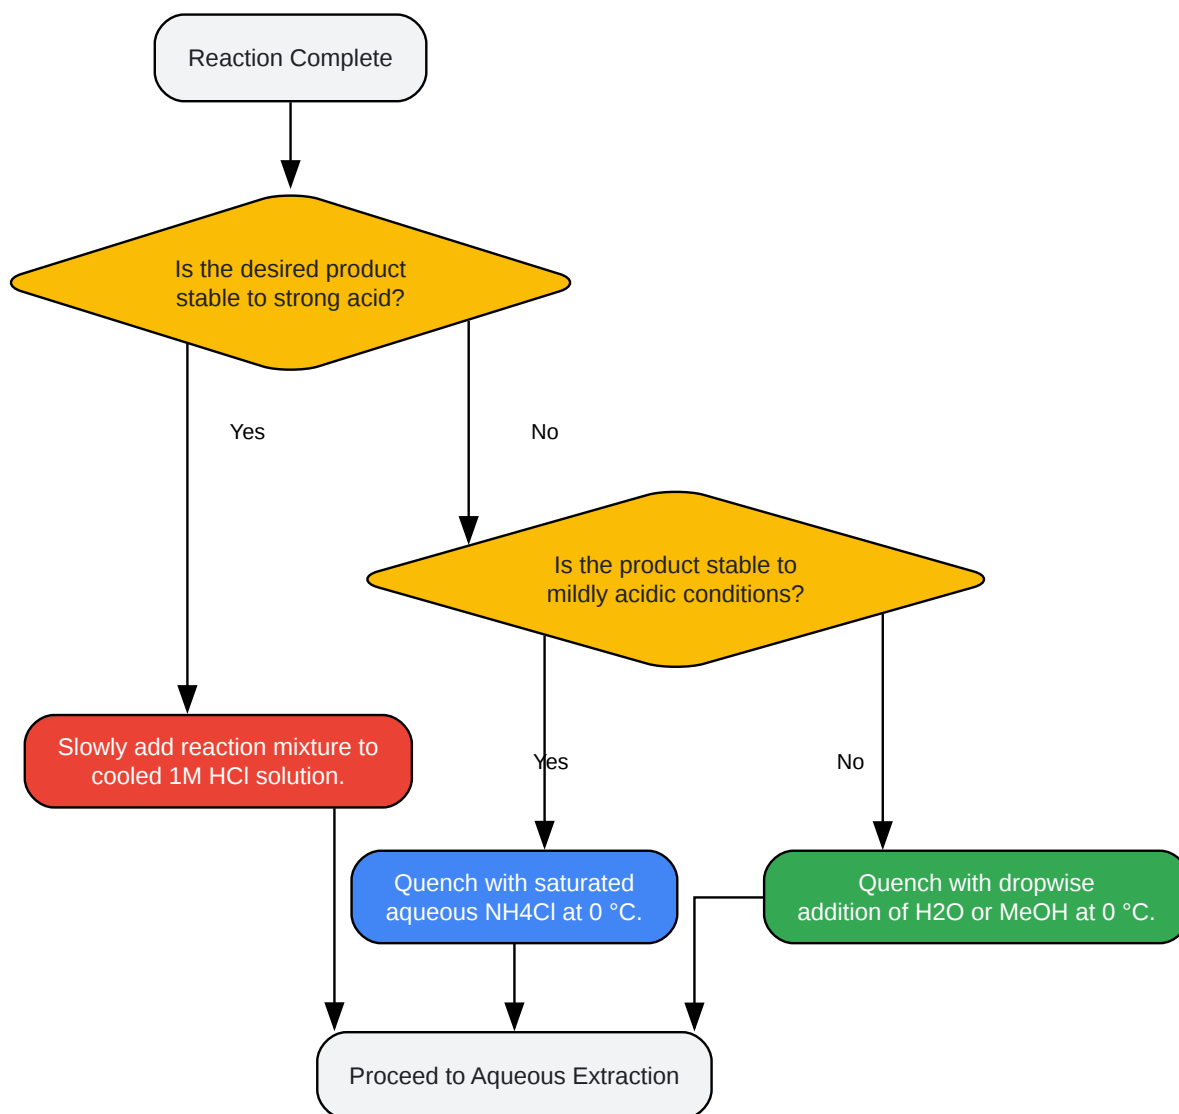 Reaction Complete
Is the desired product
stable to strong acid?
Yes
No
Is the product stable to
mildly acidic conditions?
Slowly add reaction mixture to
cooled 1M HCl solution.
Yes
No
Quench with saturated
aqueous NH4Cl at 0 °C.
Quench with dropwise
addition of H2O or MeOH at 0 °C.
Proceed to Aqueous Extraction